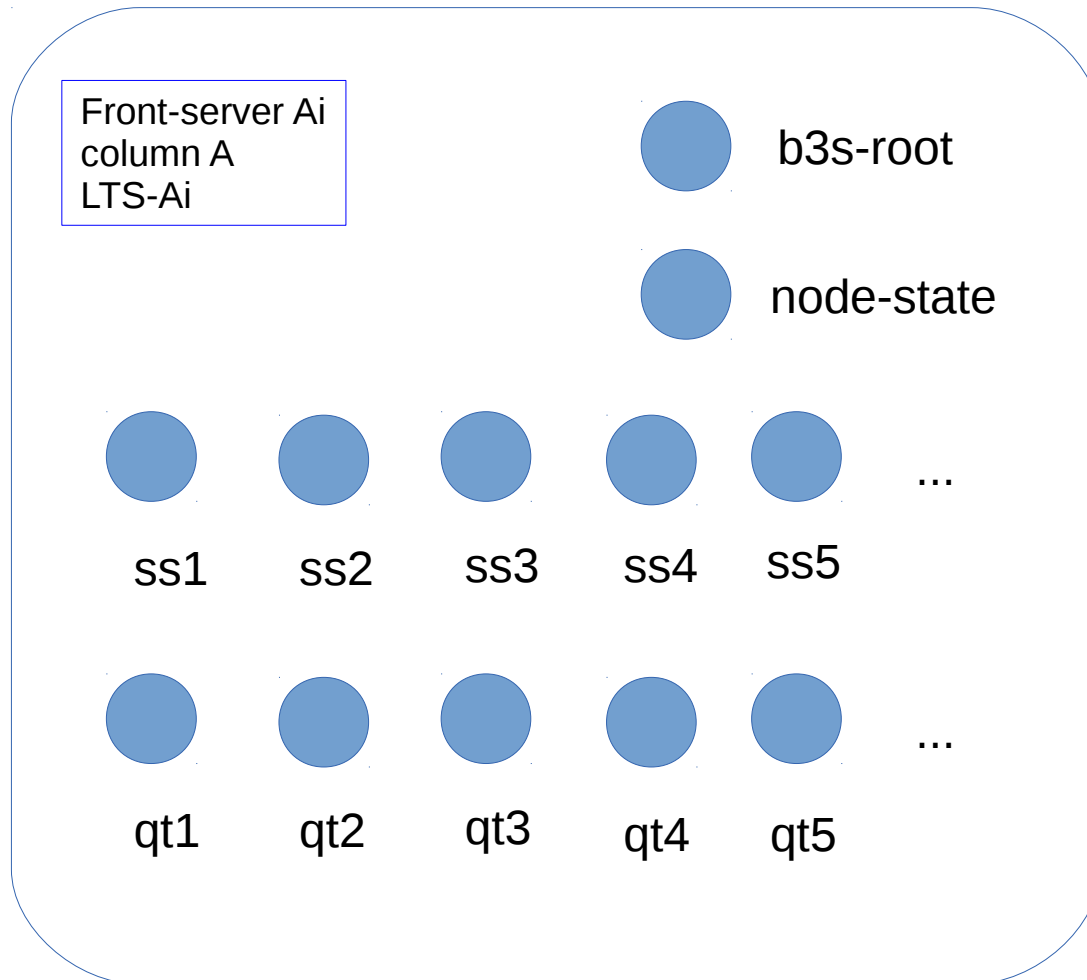 Front-server Ai
column A
LTS-Ai
b3s-root
node-state
ss1 ss2 ss3 ss4 ss5 ...
qt1 qt2 qt3 qt4 qt5 ...